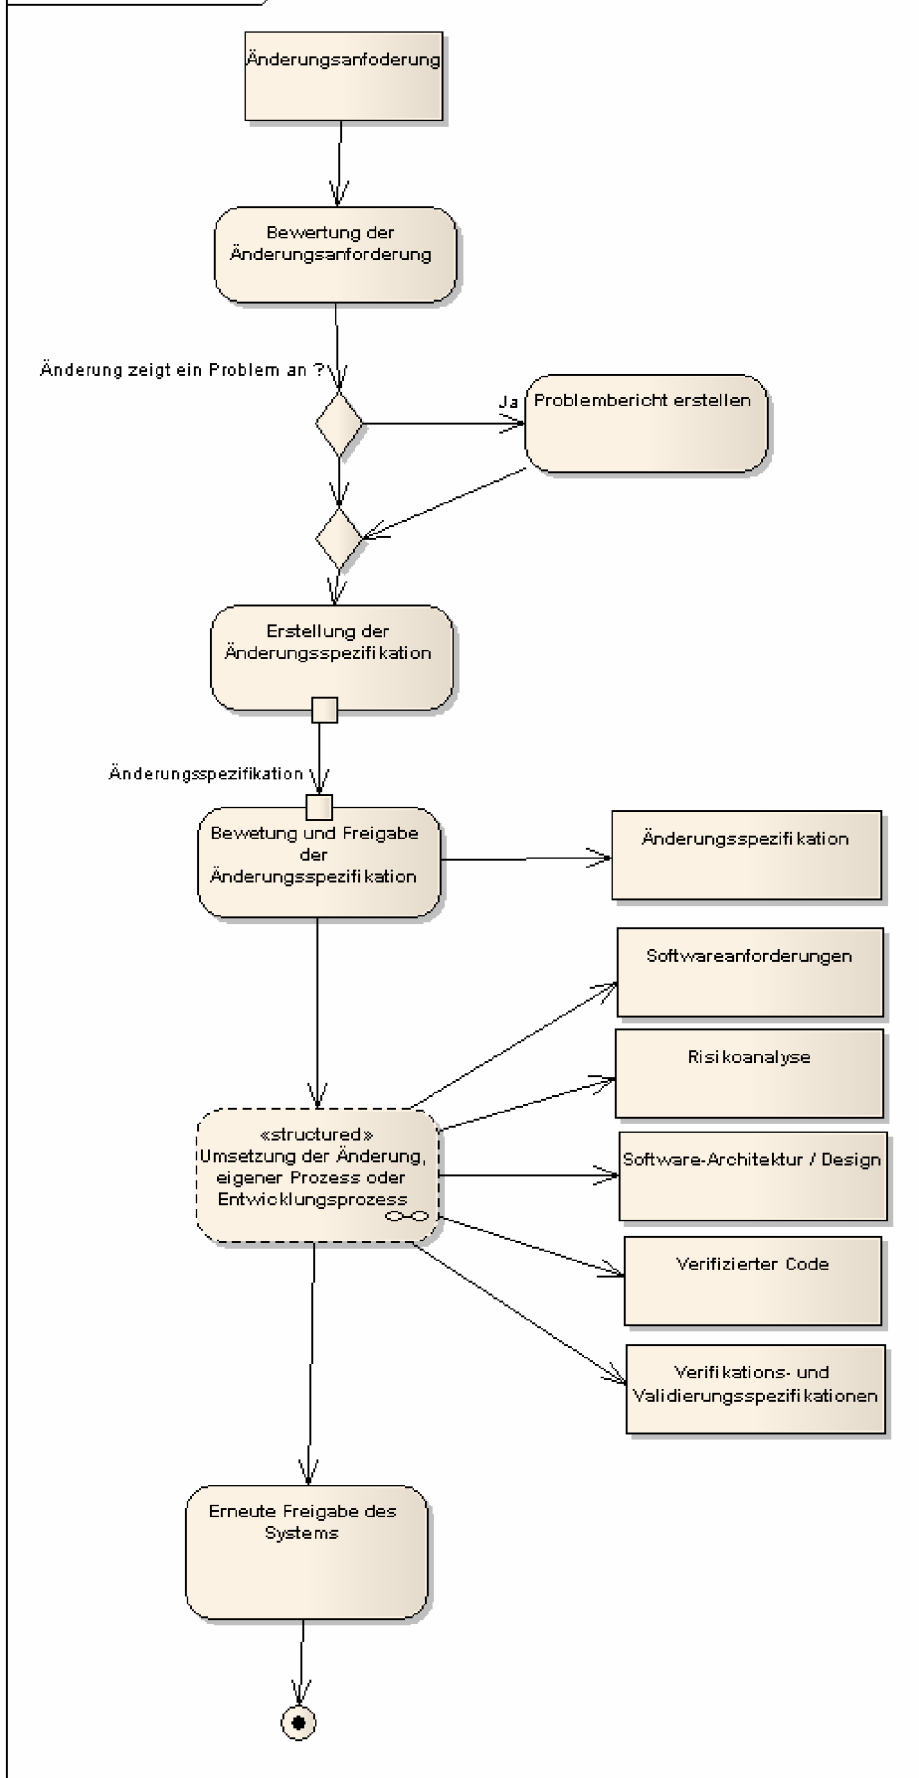 Änderungsanfoderung
Bewertung der
Änderungsanforderung
Änderung zeigt ein Problem an ?
Ja
Problembericht erstellen
Erstellung der
Änderungsspezifikation
Änderungsspezifikation
Bewetung und Freigabe
der
Änderungsspezifikation
Änderungsspezifikation
Softwareanforderungen
Risikoanalyse
«structured»
Umsetzung der Änderung,
eigener Prozess oder
Entwicklungsprozess
Software-Architektur / Design
Verifizierter Code
Verifikations- und
Validierungsspezifikationen
Erneute Freigabe des
Systems